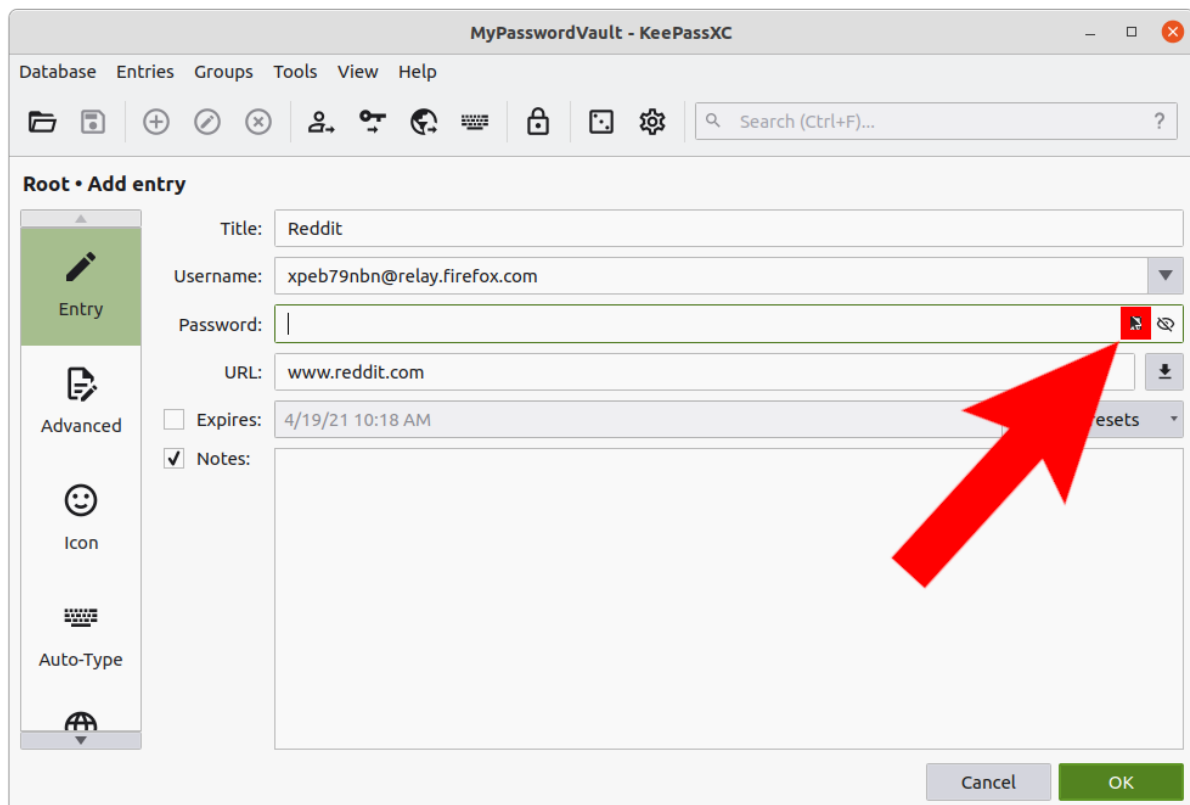 MyPasswordVault - KeePassXC
Database Entries Groups Tools View Help
Search (Ctrl+F)... ?
Root • Add entry
Title: Reddit
Username: xpeb79nbn@relay.firefox.com
Password:
URL: www.reddit.com
Expires: 4/19/21 10:18 AM resets
Notes:
Entry
Advanced
Icon
Auto-Type
Cancel OK